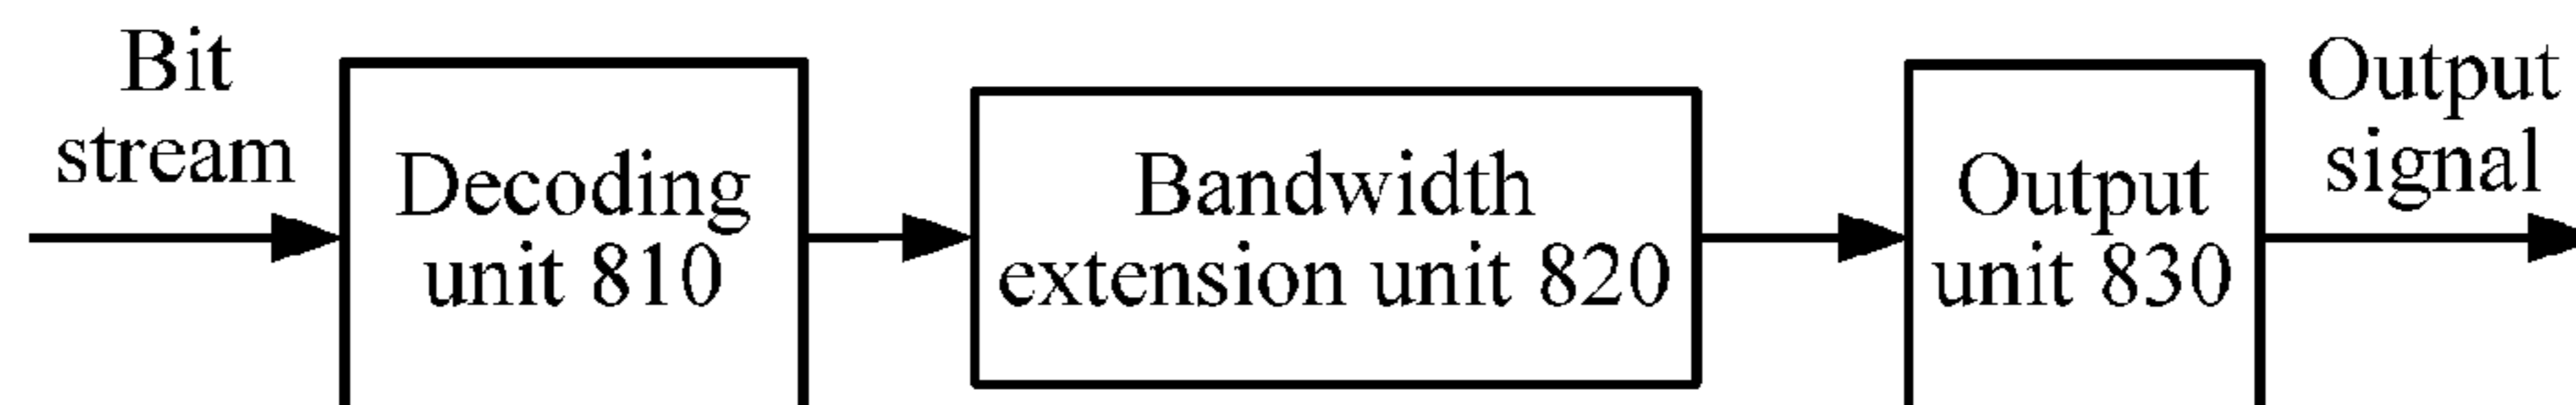 Bit
stream
Decoding
unit 810
Bandwidth
extension unit 820
Output
unit 830
Output
signal